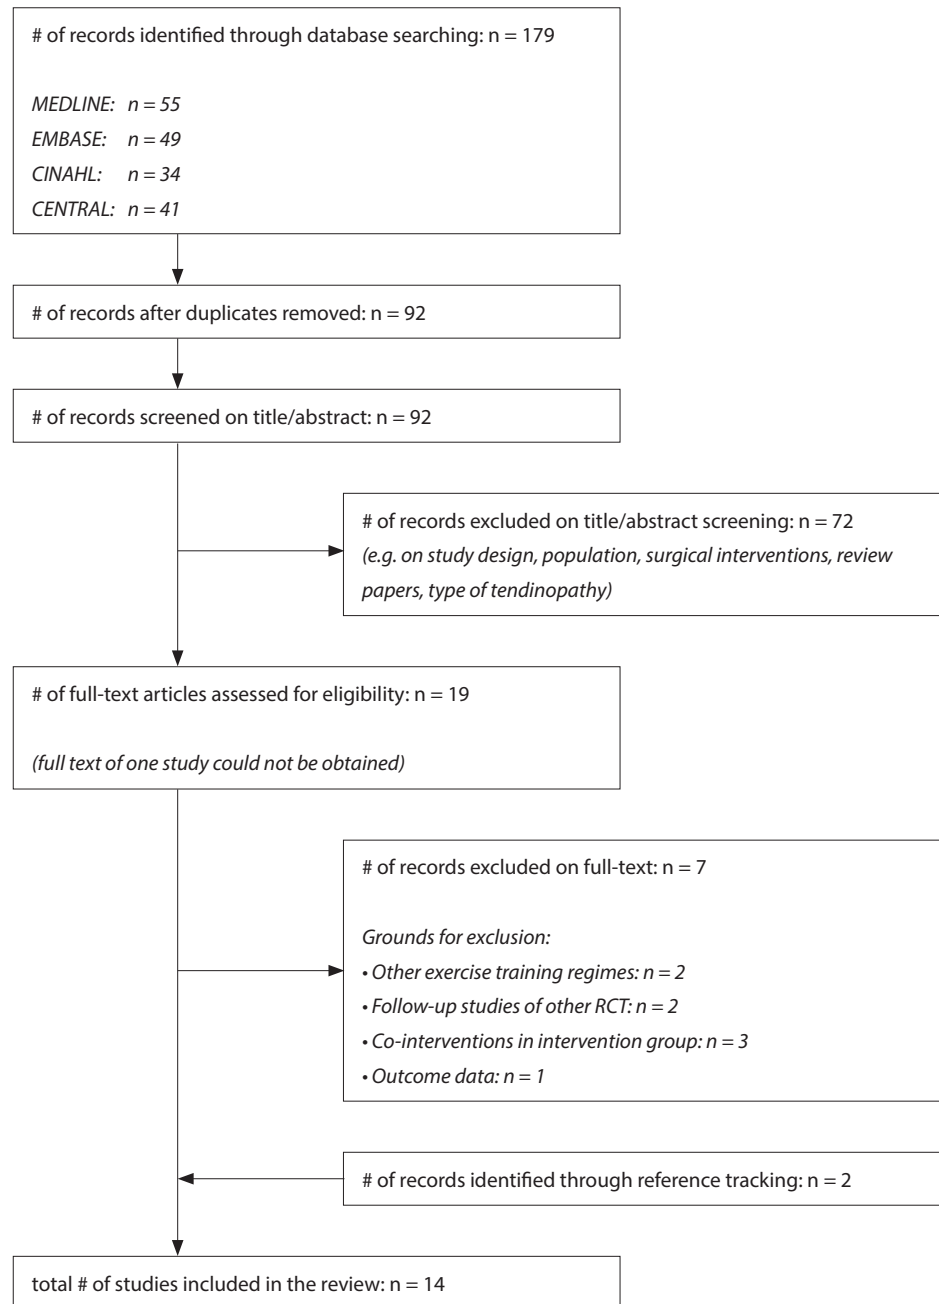 # of records identified through database searching: n = 179
MEDLINE: n = 55
EMBASE: n = 49
CINAHL: n = 34
CENTRAL: n = 41
# of records after duplicates removed: n = 92
# of records screened on title/abstract: n = 92
# of records excluded on title/abstract screening: n = 72
(e.g. on study design, population, surgical interventions, review
papers, type of tendinopathy)
# of full-text articles assessed for eligibility: n = 19
(full text of one study could not be obtained)
# of records excluded on full-text: n = 7
Grounds for exclusion:
• Other exercise training regimes: n = 2
• Follow-up studies of other RCT: n = 2
• Co-interventions in intervention group: n = 3
• Outcome data: n = 1
# of records identified through reference tracking: n = 2
total # of studies included in the review: n = 14